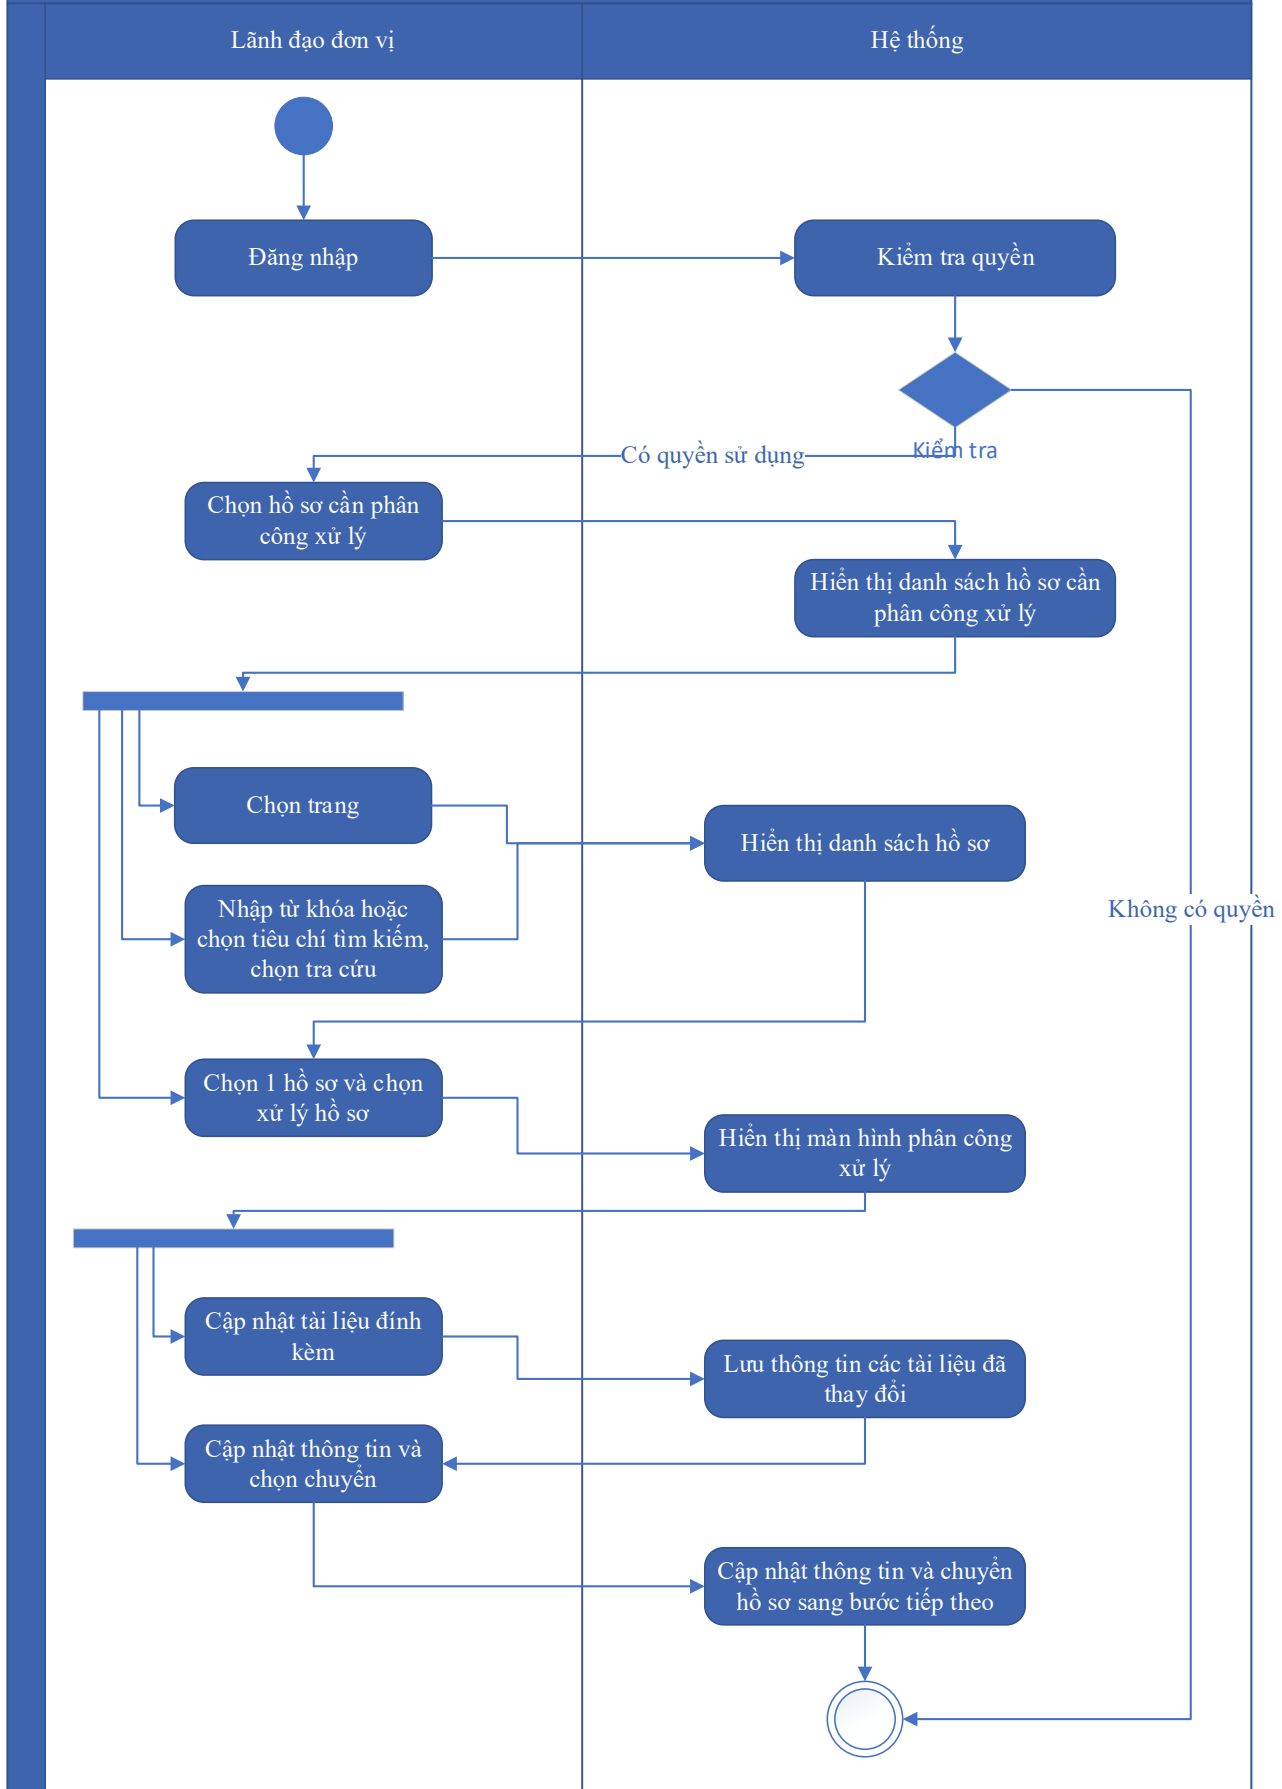 Lãnh đạo đơn vị
Hệ thống
Đăng nhập
Kiểm tra quyền
Kiểm tra
Có quyền sử dụng
Chọn hồ sơ cần phân
công xử lý
Hiển thị danh sách hồ sơ cần
phân công xử lý
Chọn trang
Hiển thị danh sách hồ sơ
Nhập từ khóa hoặc
chọn tiêu chí tìm kiếm,
chọn tra cứu
Không có quyền
Chọn 1 hồ sơ và chọn
xử lý hồ sơ
Hiển thị màn hình phân công
xử lý
Cập nhật tài liệu đính
kèm
Lưu thông tin các tài liệu đã
thay đổi
Cập nhật thông tin và
chọn chuyển
Cập nhật thông tin và chuyển
hồ sơ sang bước tiếp theo